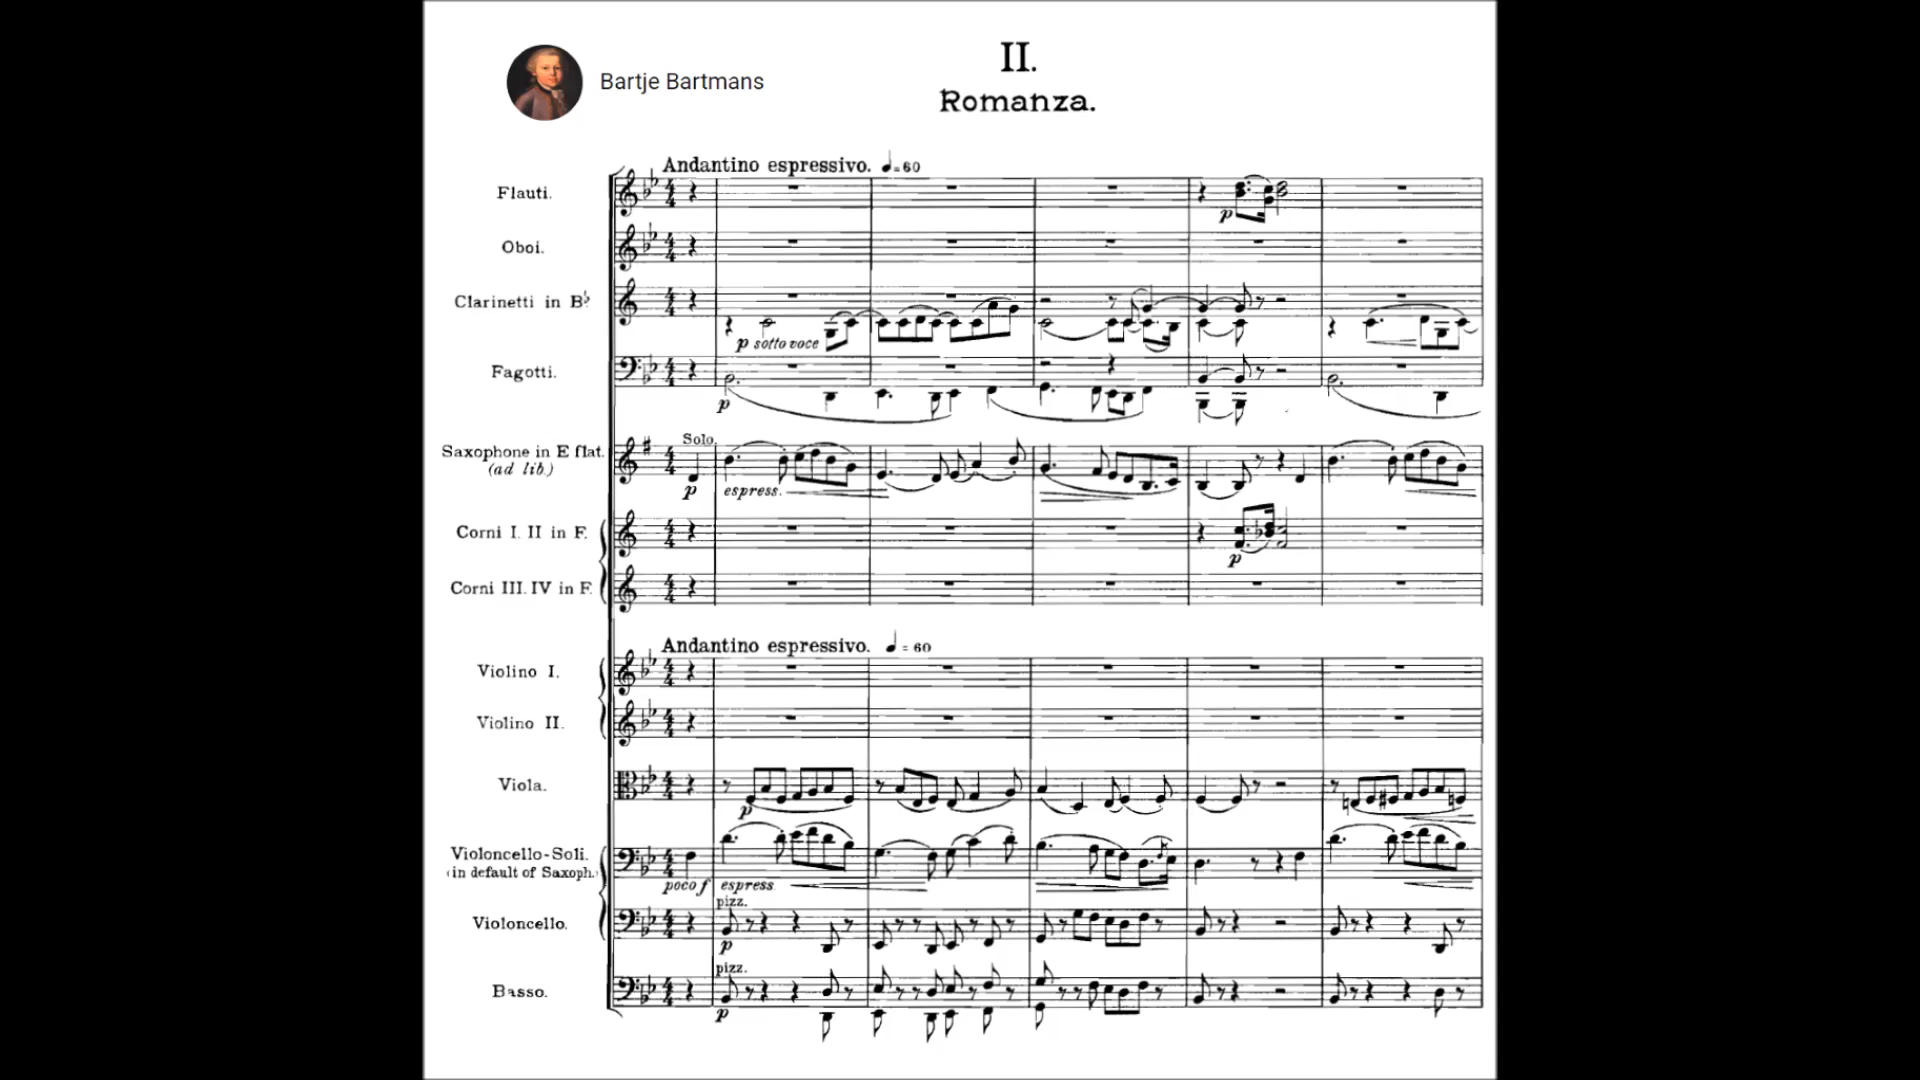 Bartje Bartmans
II.
Romanza.
Andantino espressivo. ♩=60
Flauti.
p
Oboi.
Clarinetti in B♭
p sotto voce
Fagotti.
p
Solo.
Saxophone in E flat.
(ad lib.)
p espress.
Corni I. II in F.
p
Corni III. IV in F.
Andantino espressivo. ♩ = 60
Violino I.
Violino II.
Viola.
p
Violoncello-Soli.
(in default of Saxoph.)
poco f espress.
pizz.
Violoncello.
p
pizz.
Basso.
p